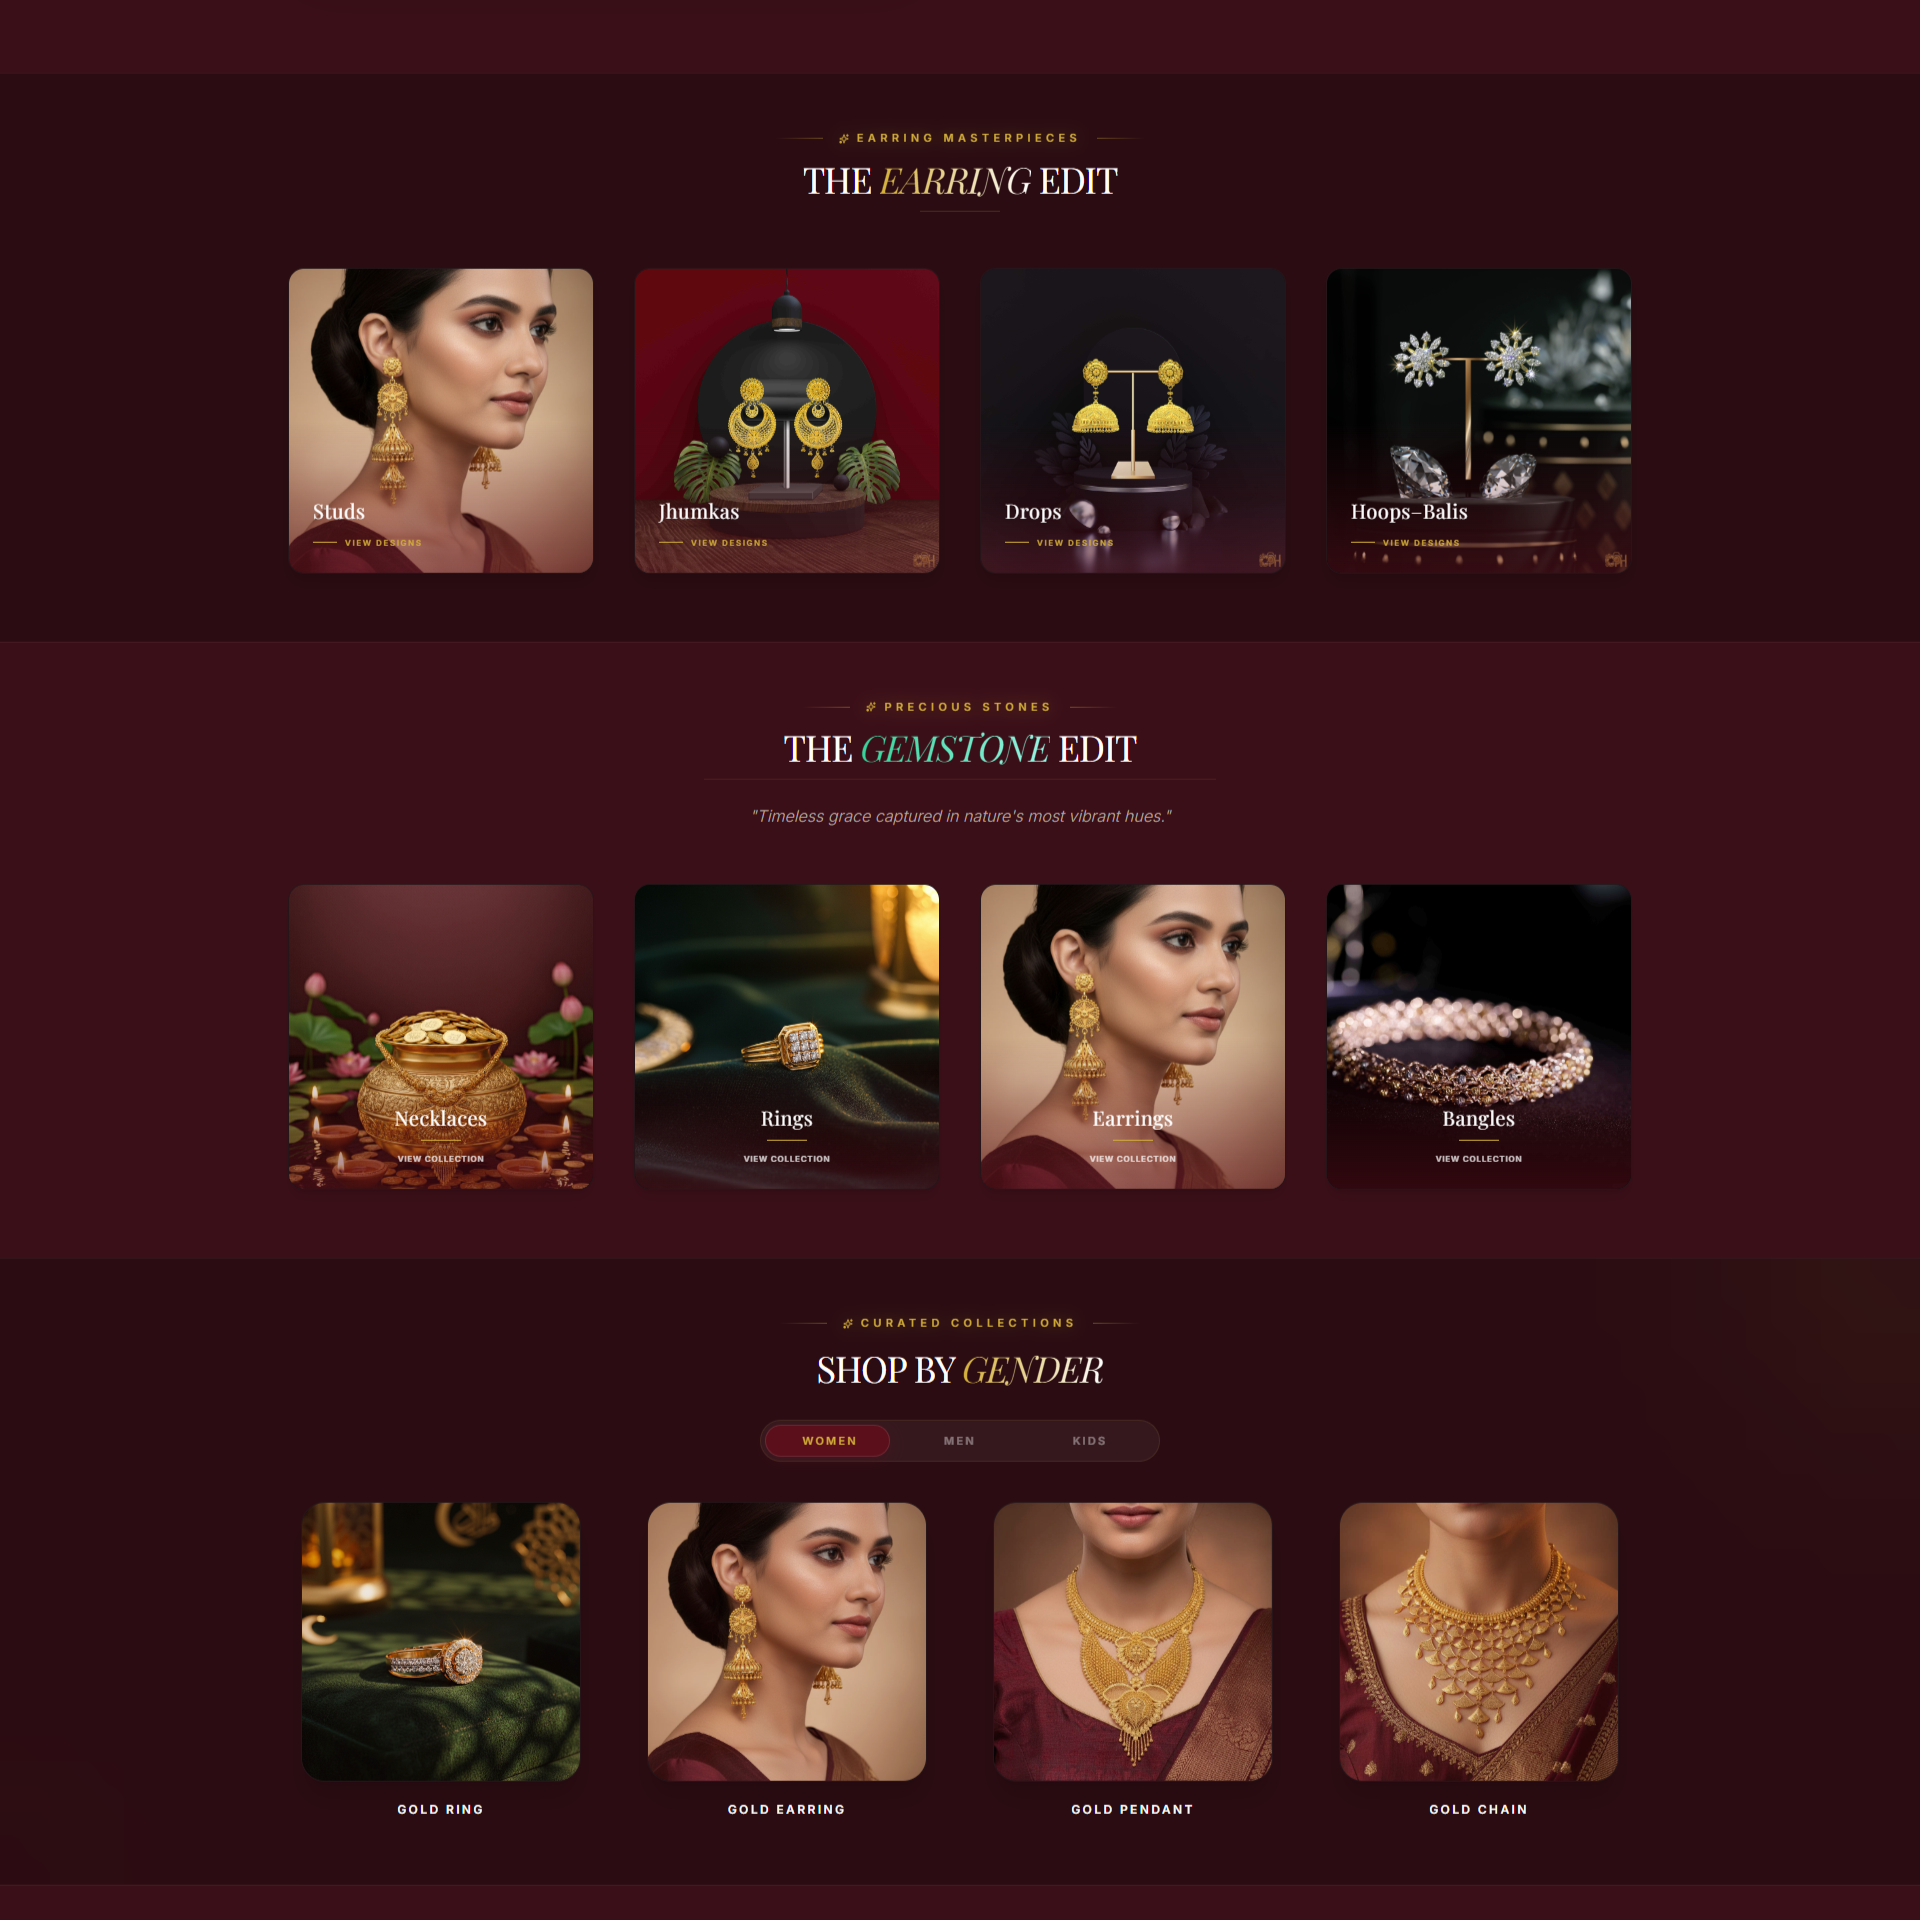 EARRING MASTERPIECES
THE EARRING EDIT
Studs
VIEW DESIGNS
Jhumkas
VIEW DESIGNS
Drops
VIEW DESIGNS
Hoops-Balis
VIEW DESIGNS
PRECIOUS STONES
THE GEMSTONE EDIT
"Timeless grace captured in nature's most vibrant hues."
Necklaces
VIEW COLLECTION
Rings
VIEW COLLECTION
Earrings
VIEW COLLECTION
Bangles
VIEW COLLECTION
CURATED COLLECTIONS
SHOP BY GENDER
WOMEN
MEN
KIDS
GOLD RING
GOLD EARRING
GOLD PENDANT
GOLD CHAIN